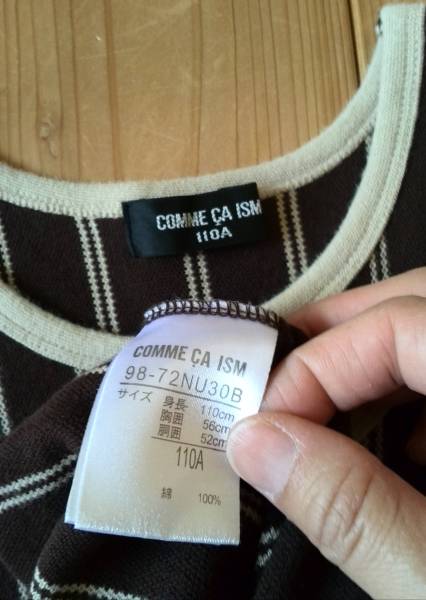 COMME ÇA ISM
110A
COMME ÇA ISM
98-72NU30B
サイズ 身長 110cm
胸囲 56cm
胴囲 52cm
110A
綿 100%